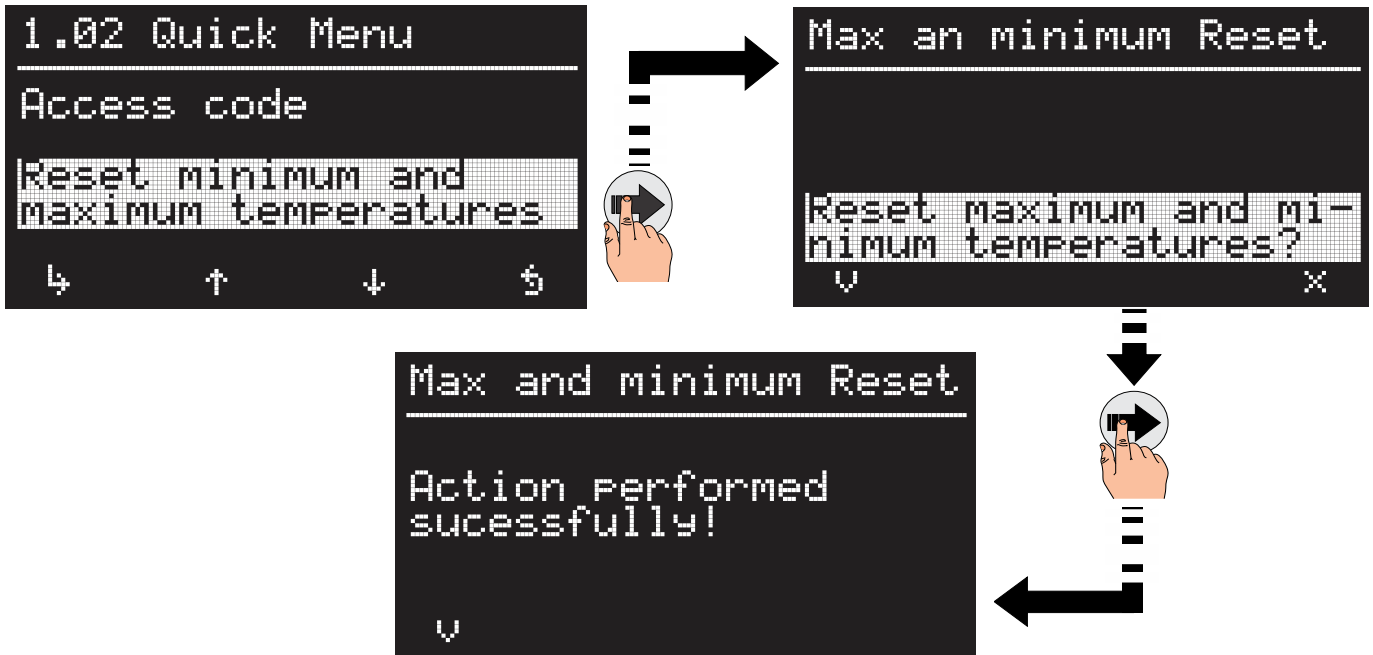 1.02 Quick Menu
Access code
Reset minimum and
maximum temperatures
↳ ↑ ↓ ↰
Max an minimum Reset
Reset maximum and mi-
nimum temperatures?
V X
Max and minimum Reset
Action performed
sucessfully!
V